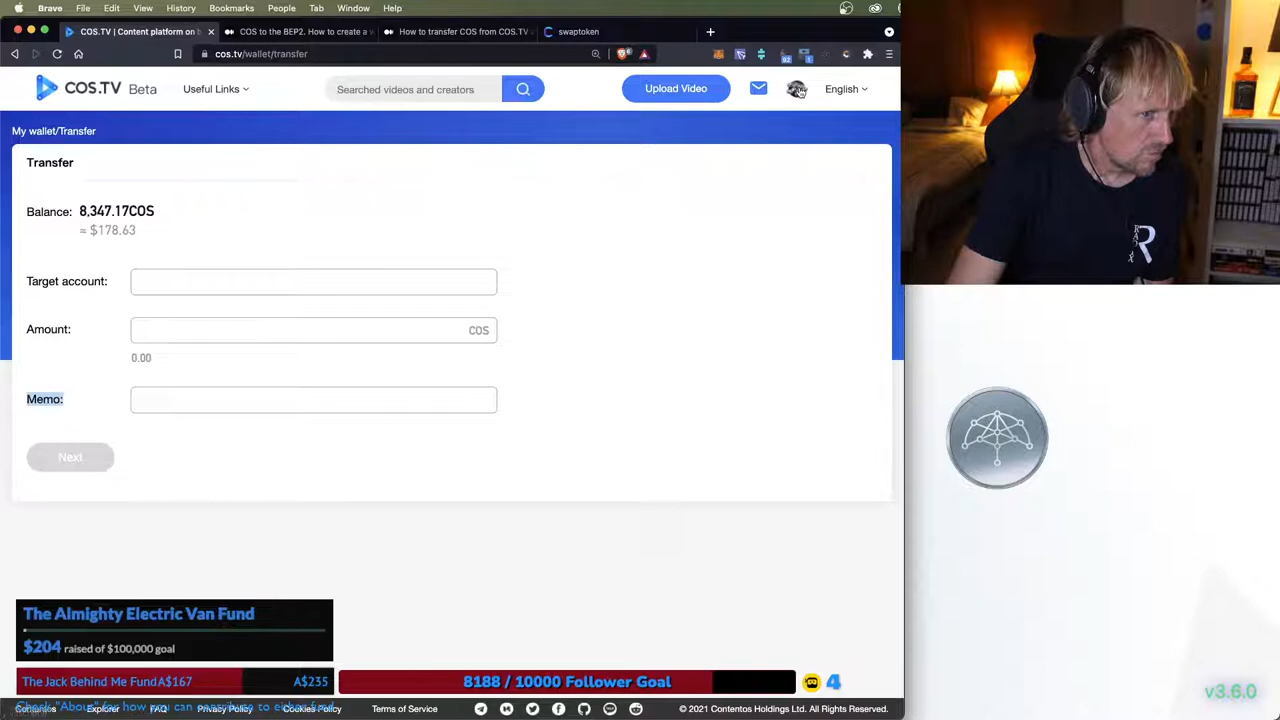 Brave File Edit View History Bookmarks People Tab Window Help
COS.TV | Content platform on b
COS to the BEP2. How to create a
How to transfer COS from COS.TV
swaptoken
cos.tv/wallet/transfer
COS.TV Beta
Useful Links
Searched videos and creators
Upload Video
English
My wallet/Transfer
Transfer
Balance: 8,347.17COS
≈ $178.63
Target account:
Amount:
COS
0.00
Memo:
Next
The Almighty Electric Van Fund
$204 raised of $100,000 goal
The Jack Behind Me Fund A$167 A$235
8188 / 10000 Follower Goal
4
v3.6.0
Explorer FAQ Privacy Policy Cookies Policy Terms of Service
© 2021 Contentos Holdings Ltd. All Rights Reserved.